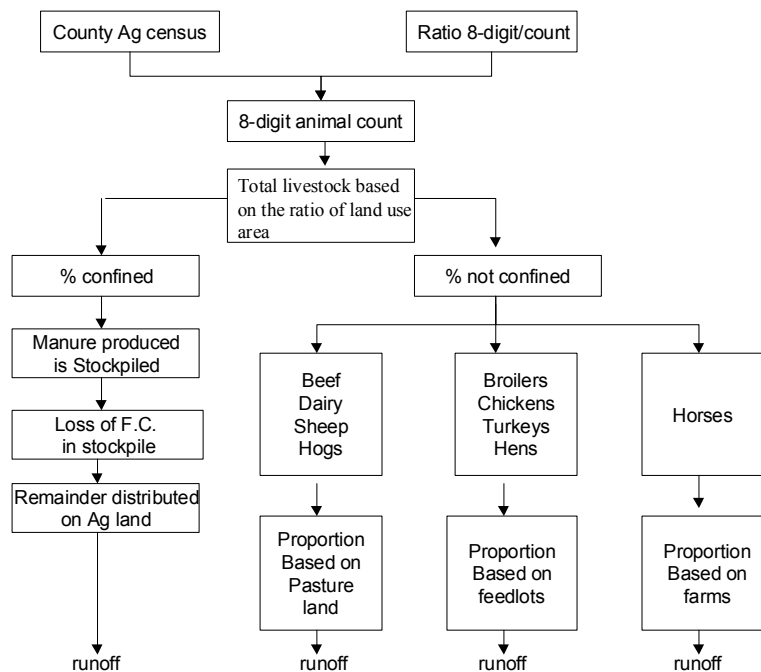 County Ag census
Ratio 8-digit/count
8-digit animal count
Total livestock based
on the ratio of land use
area
% confined
% not confined
Manure produced
is Stockpiled
Loss of F.C.
in stockpile
Remainder distributed
on Ag land
Beef
Dairy
Sheep
Hogs
Broilers
Chickens
Turkeys
Hens
Horses
Proportion
Based on
Pasture
land
Proportion
Based on
feedlots
Proportion
Based on
farms
runoff
runoff
runoff
runoff